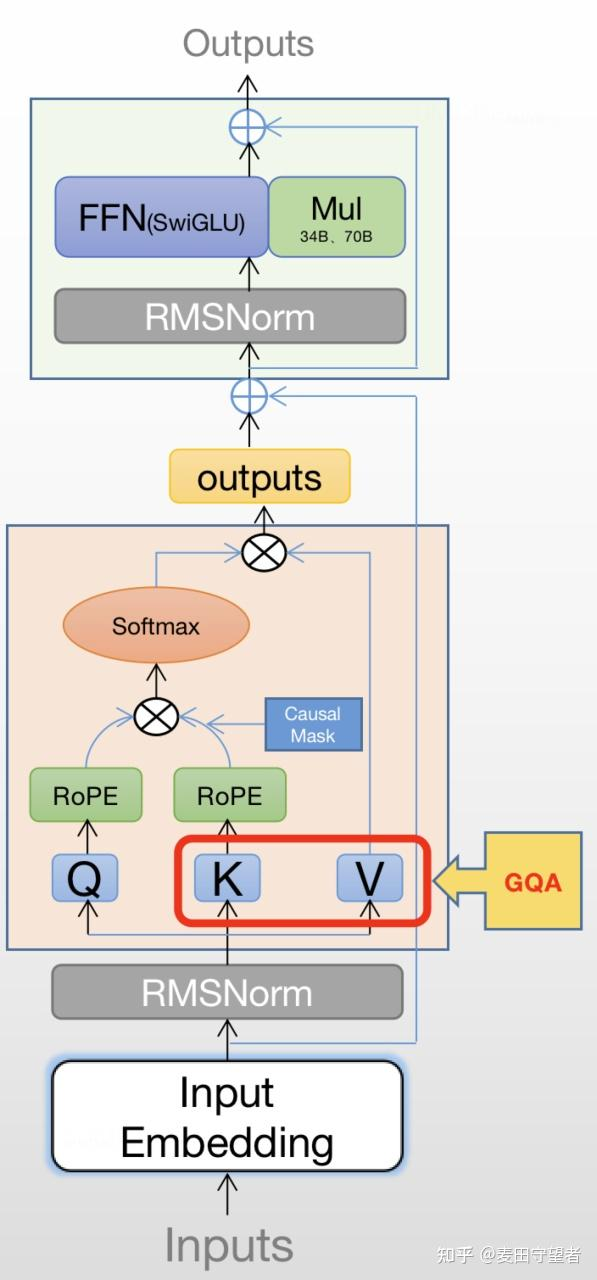 Outputs
FFN(SwiGLU)
Mul
34B、70B
RMSNorm
outputs
Softmax
Causal
Mask
RoPE
RoPE
Q
K
V
GQA
RMSNorm
Input
Embedding
Inputs
知乎 @麦田守望者